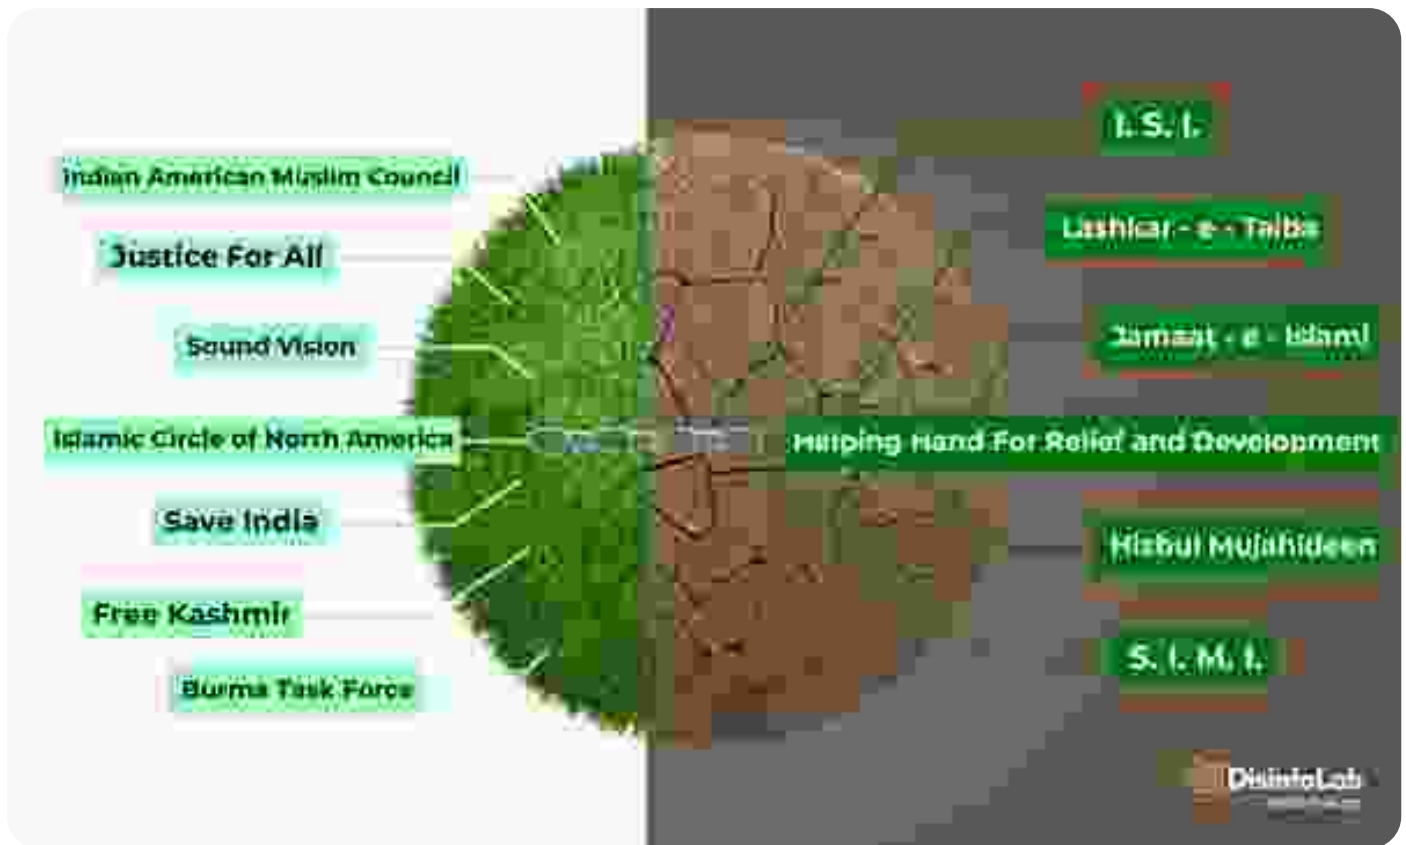 Indian American Muslim Council
Justice For All
Sound Vision
Islamic Circle of North America
Save India
Free Kashmir
Burma Task Force
I. S. I.
Lashkar - e - Taiba
Jamaat - e - Islami
Helping Hand For Relief and Development
Hizbul Mujahideen
S. I. M. I.
DisinfoLab